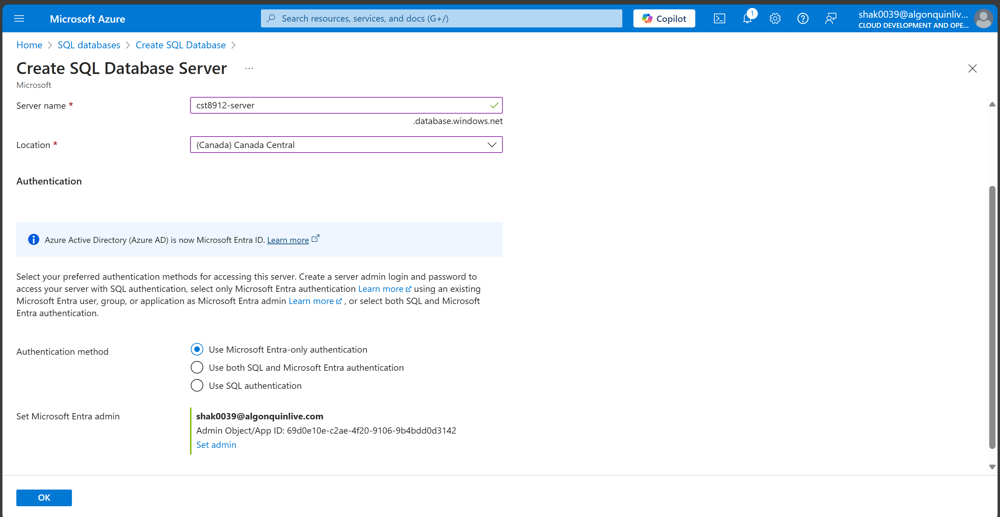 Microsoft Azure
Search resources, services, and docs (G+/)
Copilot
1
shak0039@algonquinliv...
CLOUD DEVELOPMENT AND OPE...
Home > SQL databases > Create SQL Database >
Create SQL Database Server ...
Microsoft
Server name *
cst8912-server
.database.windows.net
Location *
(Canada) Canada Central
Authentication
Azure Active Directory (Azure AD) is now Microsoft Entra ID. Learn more
Select your preferred authentication methods for accessing this server. Create a server admin login and password to
access your server with SQL authentication, select only Microsoft Entra authentication Learn more using an existing
Microsoft Entra user, group, or application as Microsoft Entra admin Learn more , or select both SQL and Microsoft
Entra authentication.
Authentication method
Use Microsoft Entra-only authentication
Use both SQL and Microsoft Entra authentication
Use SQL authentication
Set Microsoft Entra admin
shak0039@algonquinlive.com
Admin Object/App ID: 69d0e10e-c2ae-4f20-9106-9b4bdd0d3142
Set admin
OK